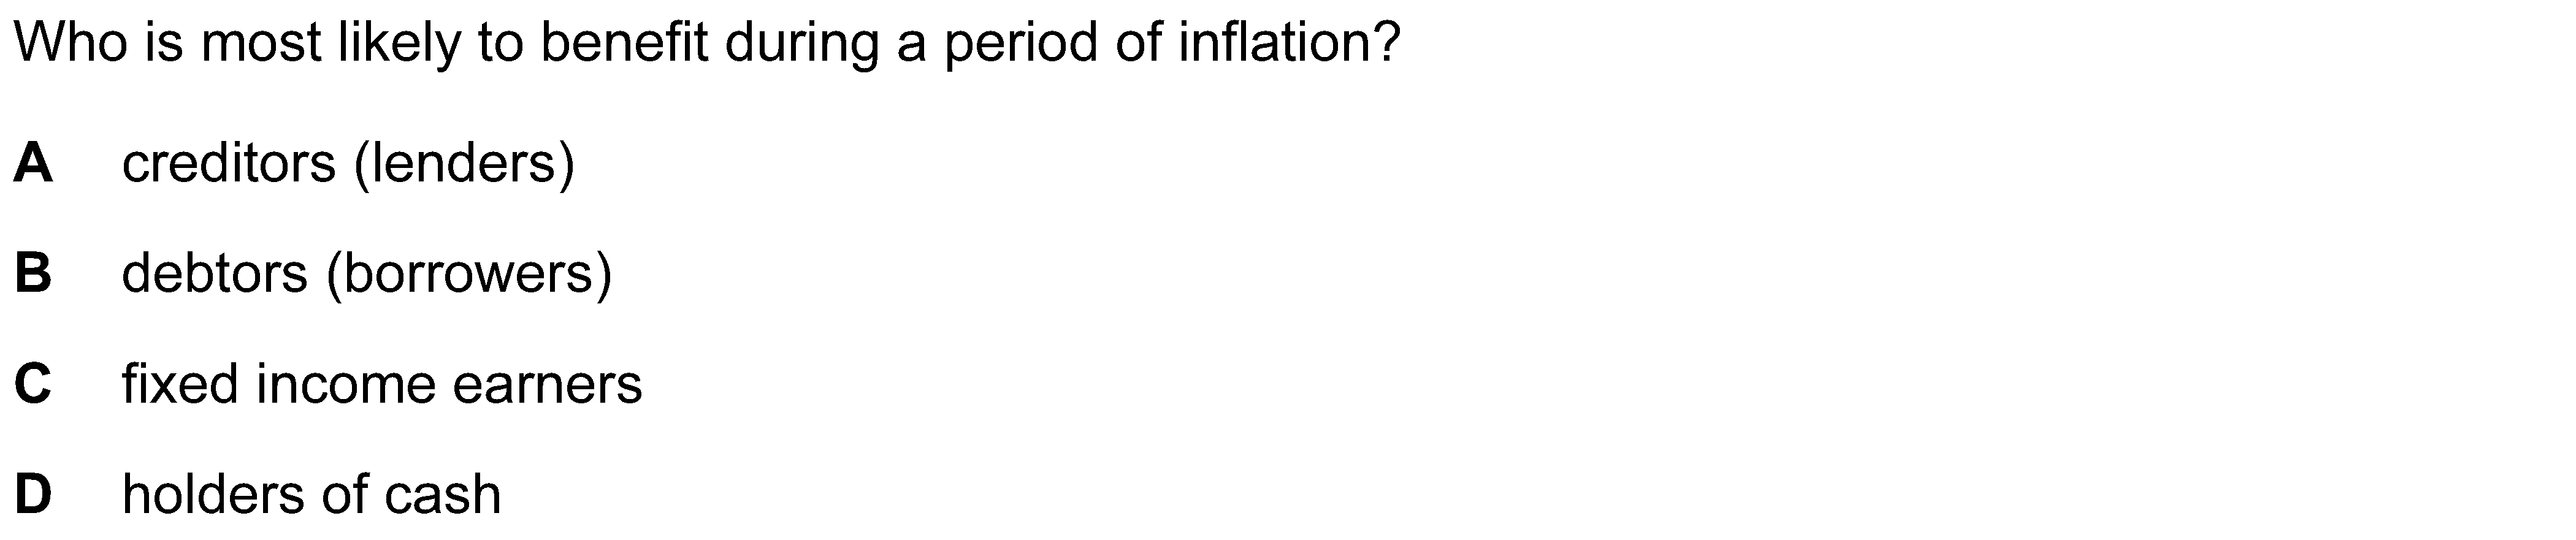 Who is most likely to benefit during a period of inflation?
A creditors (lenders)
B debtors (borrowers)
C fixed income earners
D holders of cash